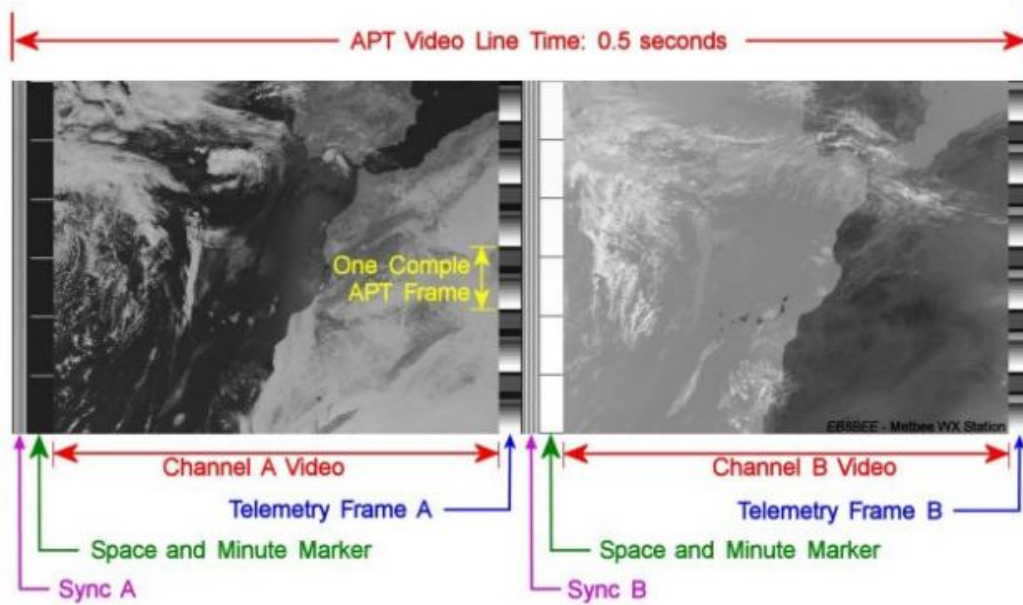 APT Video Line Time: 0.5 seconds
One Comple
APT Frame
EB8BEE - Metbee WX Station
Channel A Video
Channel B Video
Telemetry Frame A
Telemetry Frame B
Space and Minute Marker
Space and Minute Marker
Sync A
Sync B